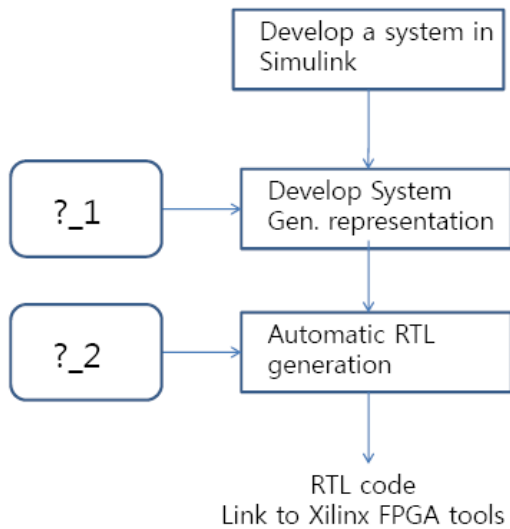 Develop a system in
Simulink
?_1
Develop System
Gen. representation
?_2
Automatic RTL
generation
RTL code
Link to Xilinx FPGA tools